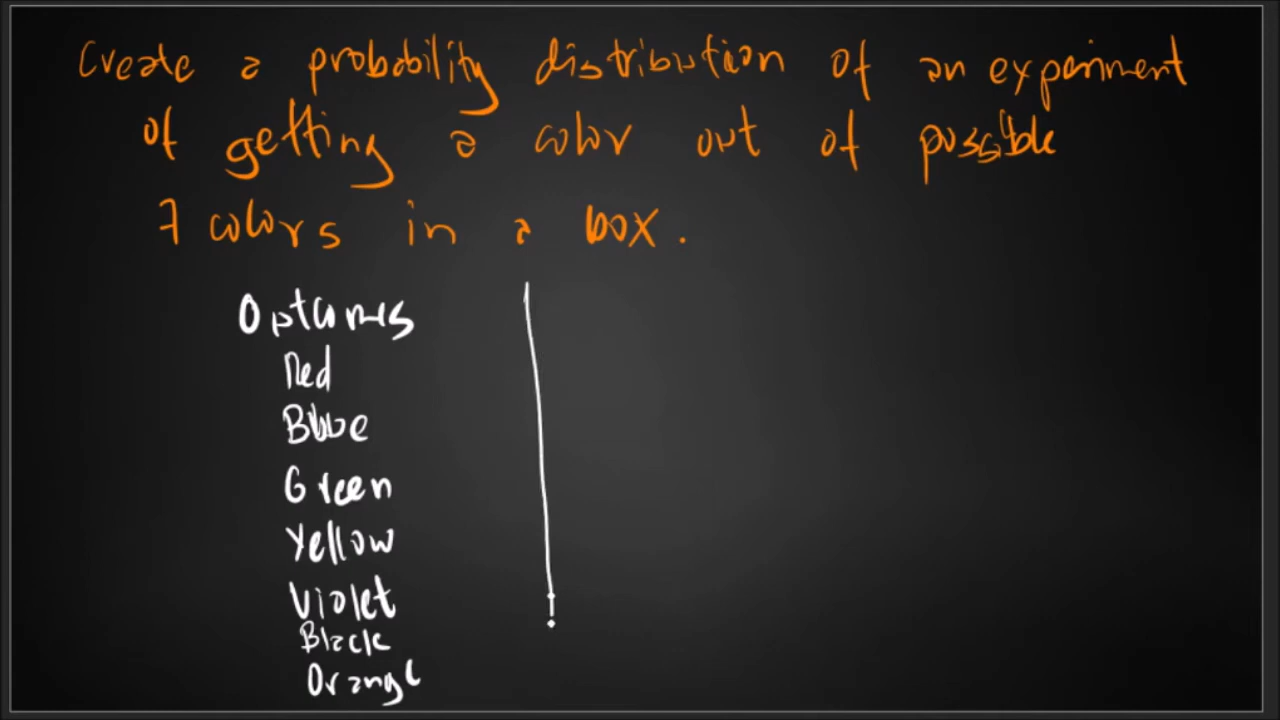 Create a probability distribution of an experiment
of getting a color out of possible
7 colors in a box.
Optcomes
Red
Blue
Green
Yellow
Violet
Black
Orange